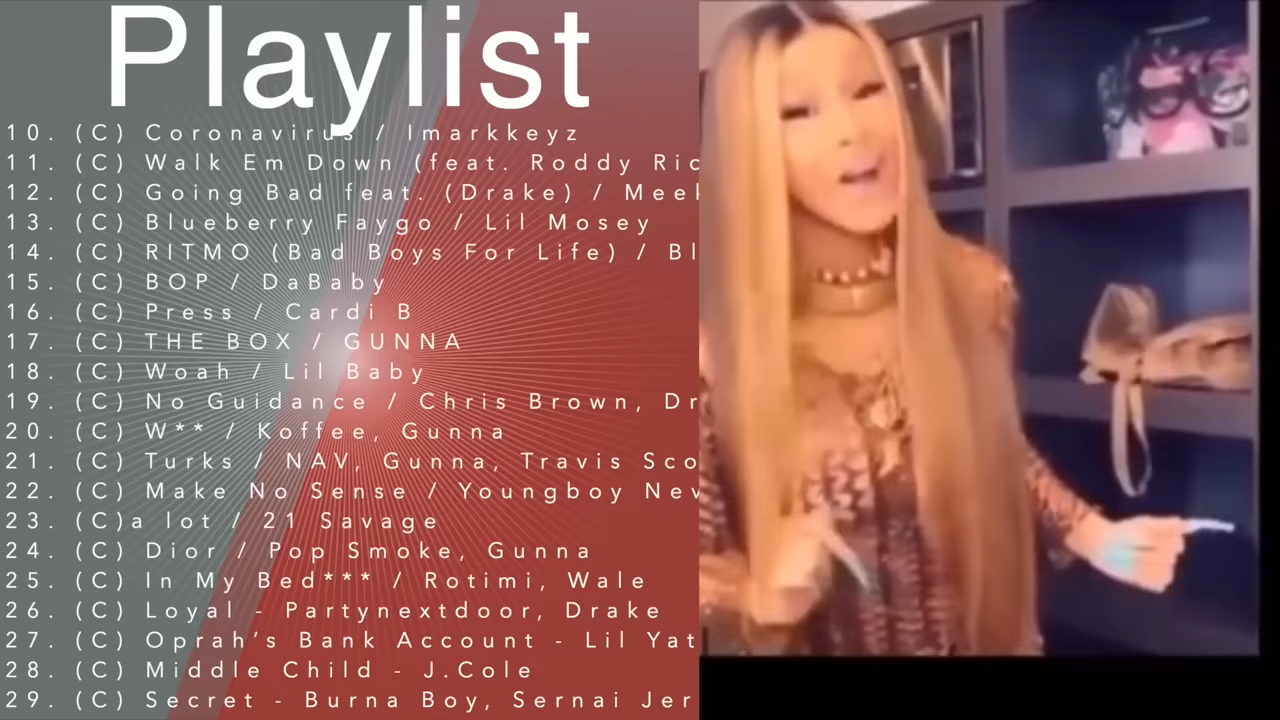 Playlist
10. (C) Coronavirus / Imarkkeyz
11. (C) Walk Em Down (feat. Roddy Ric
12. (C) Going Bad feat. (Drake) / Meek
13. (C) Blueberry Faygo / Lil Mosey
14. (C) RITMO (Bad Boys For Life) / Bl
15. (C) BOP / DaBaby
16. (C) Press / Cardi B
17. (C) THE BOX / GUNNA
18. (C) Woah / Lil Baby
19. (C) No Guidance / Chris Brown, Dr
20. (C) W** / Koffee, Gunna
21. (C) Turks / NAV, Gunna, Travis Sco
22. (C) Make No Sense / Youngboy Nev
23. (C)a lot / 21 Savage
24. (C) Dior / Pop Smoke, Gunna
25. (C) In My Bed*** / Rotimi, Wale
26. (C) Loyal - Partynextdoor, Drake
27. (C) Oprah’s Bank Account - Lil Yat
28. (C) Middle Child - J.Cole
29. (C) Secret - Burna Boy, Sernai Jer